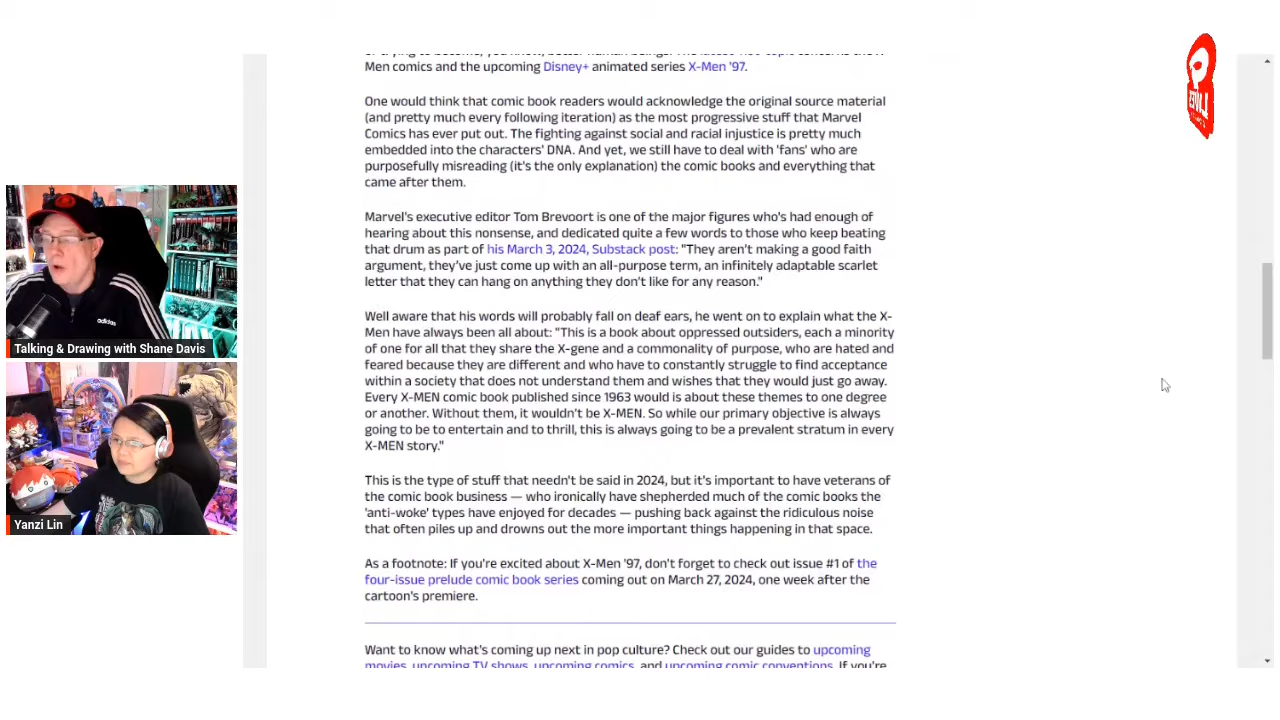 Men comics and the upcoming Disney+ animated series X-Men '97.
One would think that comic book readers would acknowledge the original source material
(and pretty much every following iteration) as the most progressive stuff that Marvel
Comics has ever put out. The fighting against social and racial injustice is pretty much
embedded into the characters' DNA. And yet, we still have to deal with 'fans' who are
purposefully misreading (it's the only explanation) the comic books and everything that
came after them.
Marvel's executive editor Tom Brevoort is one of the major figures who's had enough of
hearing about this nonsense, and dedicated quite a few words to those who keep beating
that drum as part of his March 3, 2024, Substack post: "They aren't making a good faith
argument, they've just come up with an all-purpose term, an infinitely adaptable scarlet
letter that they can hang on anything they don't like for any reason."
Well aware that his words will probably fall on deaf ears, he went on to explain what the X-
Men have always been all about: "This is a book about oppressed outsiders, each a minority
of one for all that they share the X-gene and a commonality of purpose, who are hated and
feared because they are different and who have to constantly struggle to find acceptance
within a society that does not understand them and wishes that they would just go away.
Every X-MEN comic book published since 1963 would is about these themes to one degree
or another. Without them, it wouldn't be X-MEN. So while our primary objective is always
going to be to entertain and to thrill, this is always going to be a prevalent stratum in every
X-MEN story."
This is the type of stuff that needn't be said in 2024, but it's important to have veterans of
the comic book business — who ironically have shepherded much of the comic books the
'anti-woke' types have enjoyed for decades — pushing back against the ridiculous noise
that often piles up and drowns out the more important things happening in that space.
As a footnote: If you're excited about X-Men '97, don't forget to check out issue #1 of the
four-issue prelude comic book series coming out on March 27, 2024, one week after the
cartoon's premiere.
Want to know what's coming up next in pop culture? Check out our guides to upcoming
movies, upcoming TV shows, upcoming comics, and upcoming comic conventions. If you're
adidas
Talking & Drawing with Shane Davis
Yanzi Lin